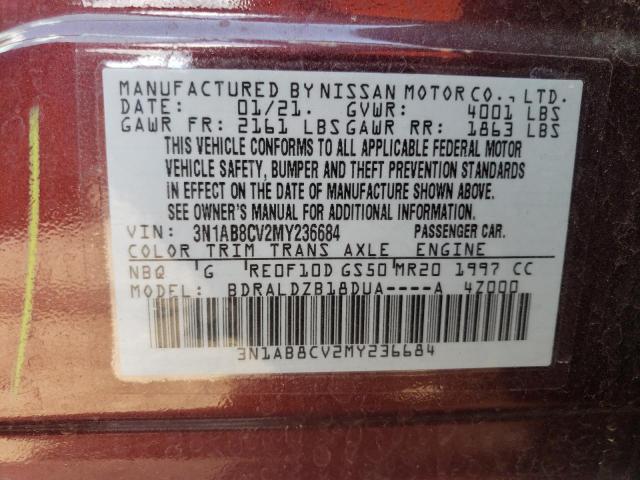 MANUFACTURED BY NISSAN MOTOR CO., LTD.
DATE: 01/21. GVWR: 4001 LBS
GAWR FR: 2161 LBS GAWR RR: 1863 LBS
THIS VEHICLE CONFORMS TO ALL APPLICABLE FEDERAL MOTOR
VEHICLE SAFETY, BUMPER AND THEFT PREVENTION STANDARDS
IN EFFECT ON THE DATE OF MANUFACTURE SHOWN ABOVE.
SEE OWNER'S MANUAL FOR ADDITIONAL INFORMATION.
VIN: 3N1AB8CV2MY236684 PASSENGER CAR.
COLOR TRIM TRANS AXLE ENGINE
NBQ G RE0F10D GS50 MR20 1997 CC
MODEL: BDRALDZB18DUA----A 4Z000
3N1AB8CV2MY236684